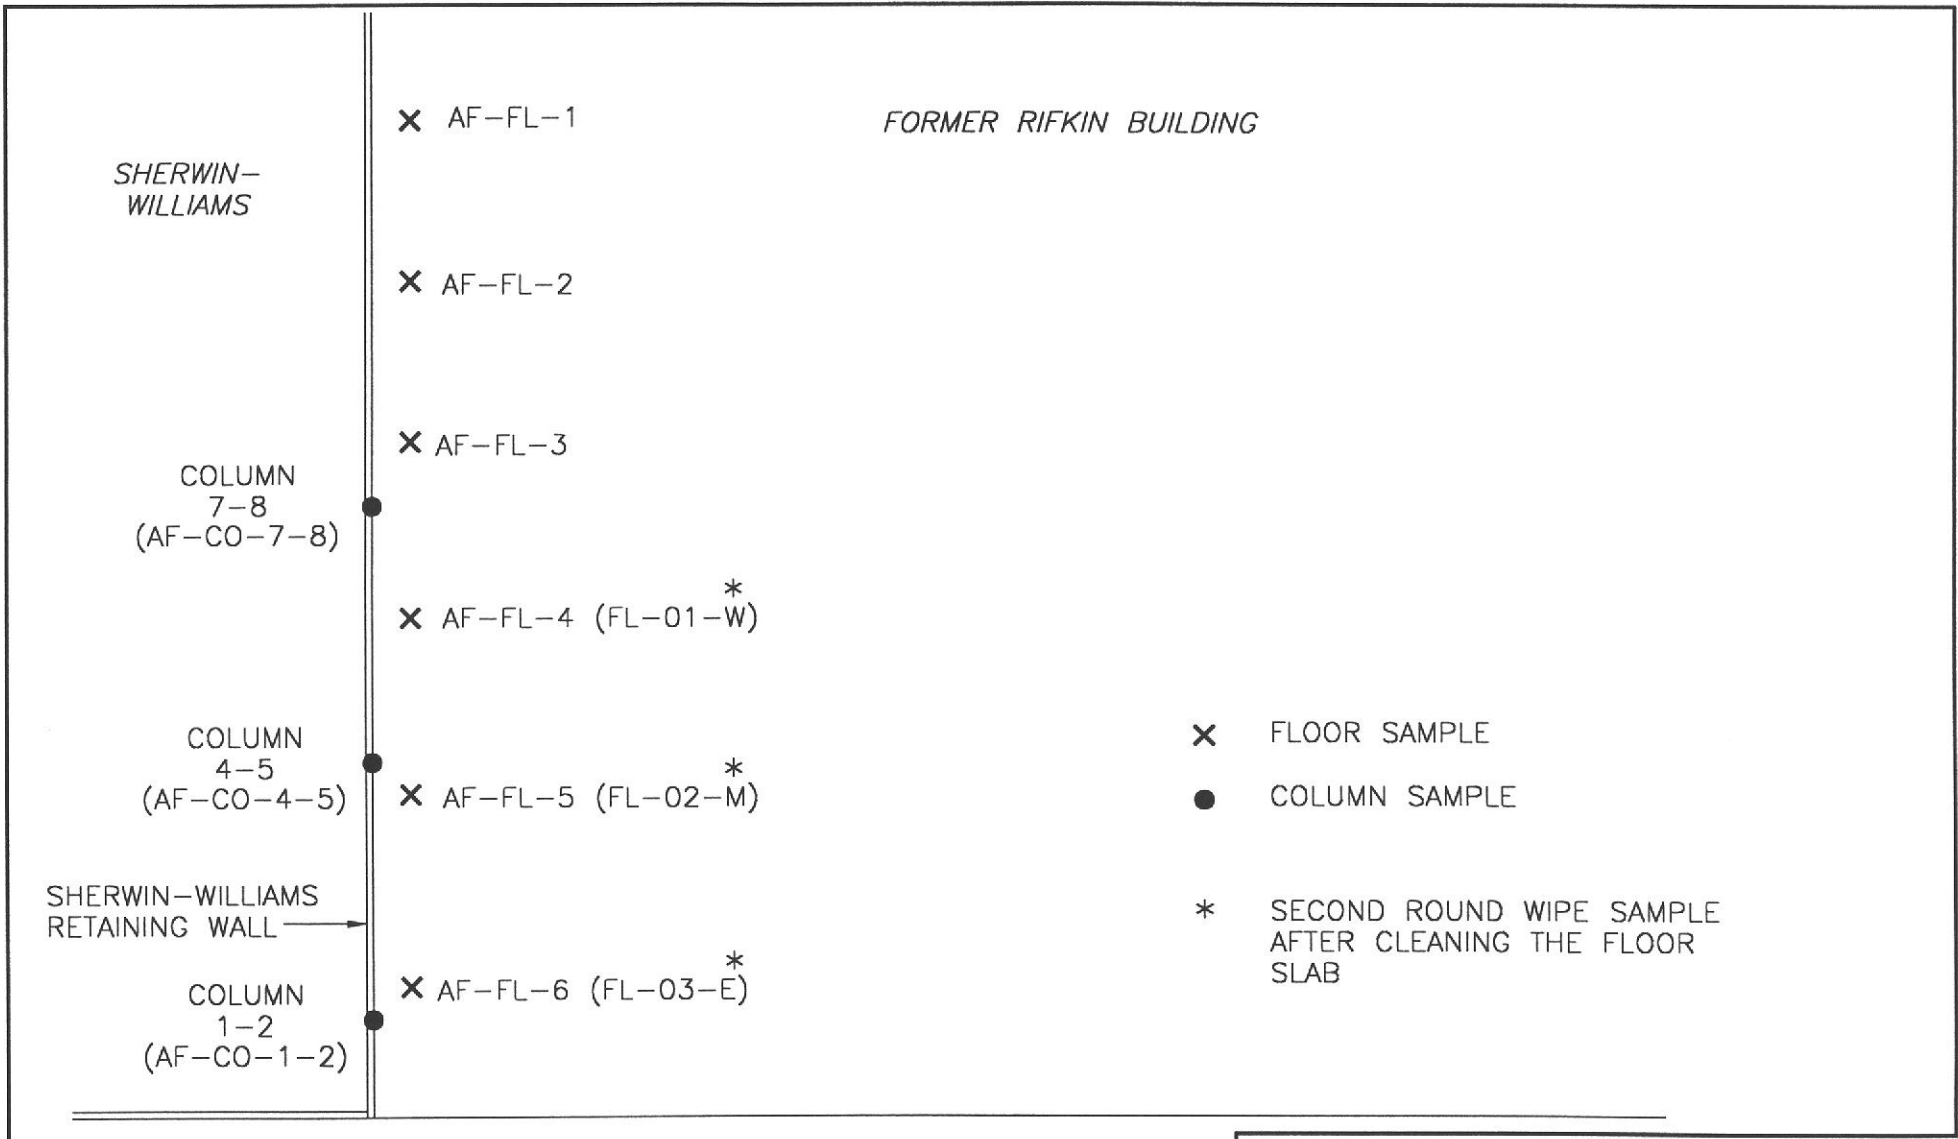 AF-FL-1
FORMER RIFKIN BUILDING
SHERWIN-
WILLIAMS
AF-FL-2
AF-FL-3
COLUMN
7-8
(AF-CO-7-8)
*
AF-FL-4 (FL-01-W)
COLUMN
4-5
(AF-CO-4-5)
*
AF-FL-5 (FL-02-M)
SHERWIN-WILLIAMS
RETAINING WALL
*
AF-FL-6 (FL-03-E)
COLUMN
1-2
(AF-CO-1-2)
FLOOR SAMPLE
COLUMN SAMPLE
* SECOND ROUND WIPE SAMPLE
AFTER CLEANING THE FLOOR
SLAB